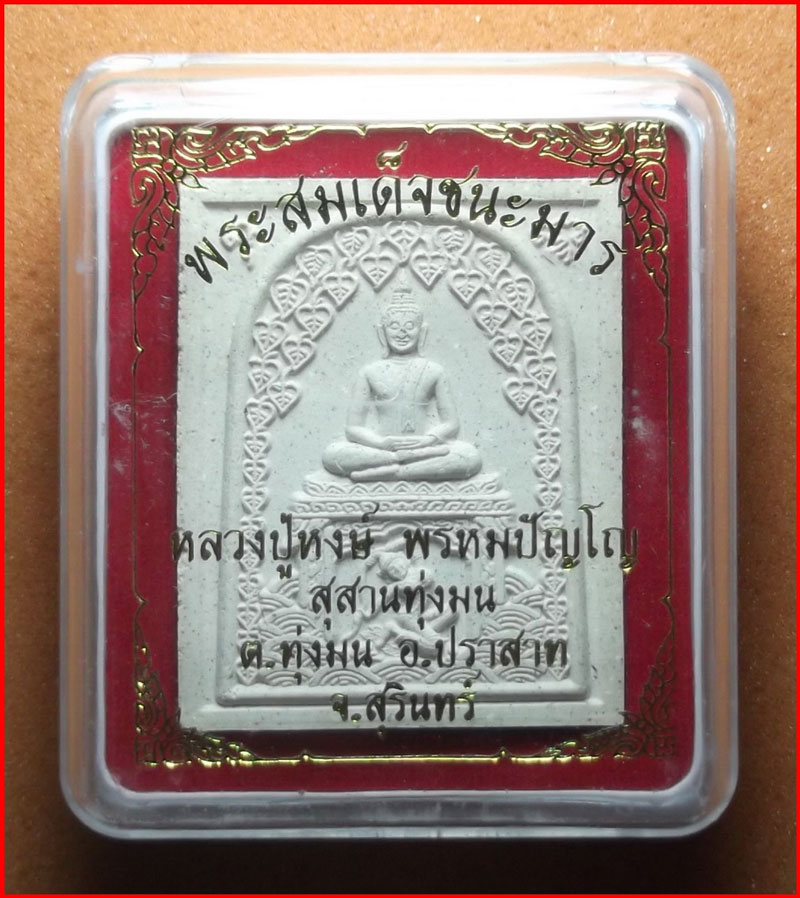 พระสมเด็จชนะมาร
หลวงปู่หงษ์ พรหมปัญโญ
สุสานทุ่งมน
ต.ทุ่งมน อ.ปราสาท
จ.สุรินทร์